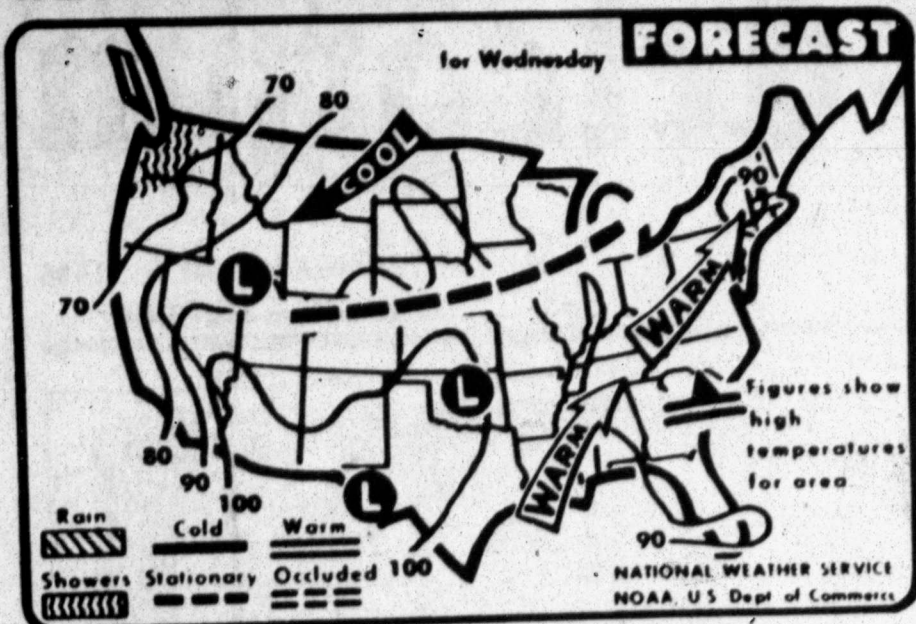 FORECAST
for Wednesday
70
80
COOL
90
L
70
WARM
L
Figures show
high
temperatures
for area
80
90
100
L
WARM
Rain
Cold
Warm
90
Showers
Stationary
Occluded
100
NATIONAL WEATHER SERVICE
NOAA, U S Dept of Commerce